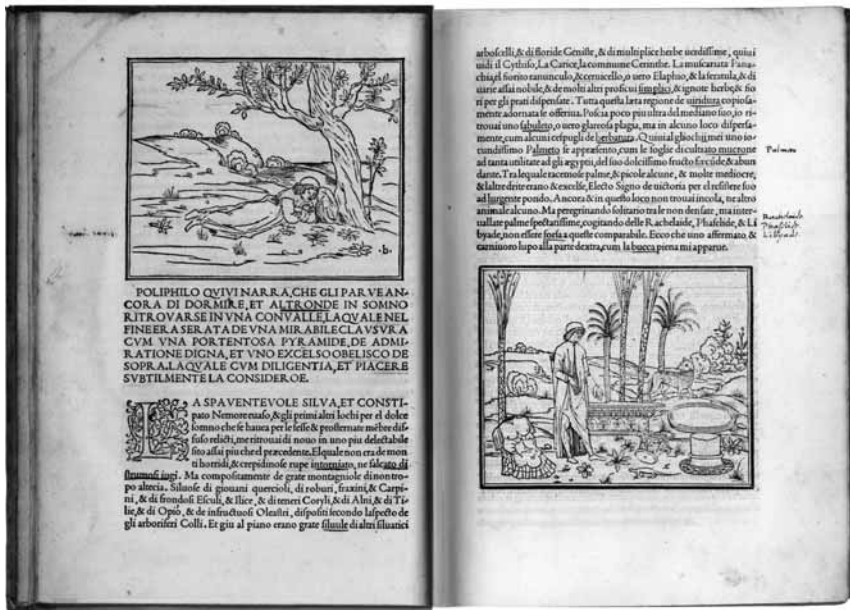 .b.
POLIPHILO QVIVI NARRA, CHE GLI PARVE AN-
CORA DI DORMIRE, ET ALTRONDE IN SOMNO
RITROVARSE IN VNA CONVALLE, LAQVALE NEL
FINE ERA SERATA DE VNA MIRABILE CLAVSVRA
CVM VNA PORTENTOSA PYRAMIDE, DE ADMI-
RATIONE DIGNA, ET VNO EXCELSO OBELISCO DE
SOPRA. LAQVALE CVM DILIGENTIA, ET PIACERE
SVBTILMENTE LA CONSIDEROE.
LA SPAVENTEVOLE SILVA, ET CONSTI-
pato Nemore euaso, & gli primi altri lochi per el dolce
somno che se hauea per le fesse & prosternate mẽbre dif-
fuso relicti, me ritrouai di nouo in uno piu delectabile
sito assai piu che el præcedente. El quale non era de mon
ti horridi, & crepidinose rupe intorniato, ne falcato di
strumosi iugi. Ma compositamente de grate montagniole di non tro-
po altecia. Siluose di giouani quercioli, di roburi, fraxini, & Carpi-
ni, & di frondosi Esculi, & Ilice, & di teneri Coryli, & di Alni, & di Ti-
lie, & di Opio, & de infructuosi Oleastri, dispositi secondo laspecto de
gli arboriferi Colli. Et giu al piano erano grate siluule di altri siluatici
arboscelli, & di floride Geniste, & di multiplice herbe uerdissime, quiui
uidi il Cythiso, La Carice, la commune Cerinthe. La muscariata Pana-
chia, el fiorito ranunculo, & ceruicello, o uero Elaphio, & la seratula, & di
uarie assai nobile, & de molti altri proficui simplici, & ignote herbe, & fio
ri per gli prati dispensate. Tutta questa læta regione de uiridura copiosa-
mente adornata se offeriua. Poscia poco piu ultra del mediano suo, io ri-
trouai uno sabuleto, o uero glareosa plagia, ma in alcuno loco dispersa-
mente, cum alcuni cespugli de herbatura. Quiui al gliochii mei uno io-
cundissimo Palmeto se appræsento, cum le foglie di cultrato mucrone
ad tanta utilitate ad gli ægyptii, del suo dolcissimo fructo fœcũde & abun
dante. Tra lequale racemose palme, & picole alcune, & molte mediocre,
& laltre drite erano & excelse, Electo Signo de uictoria per el resistere suo
ad lurgente pondo. Ancora & in questo loco non trouai incola, ne altro
animale alcuno. Ma peregrinando solitario tra le non densate, ma inter-
uallate palme spectatissime, cogitando delle Rachelaide, Phaselide, & Li
byade, non essere forsa a queste comparabile. Ecco che uno affermato &
carniuoro lupo alla parte dextra, cum la bucca piena mi apparue.
Palmæ
Rachelaide
Phaselide
Libyade.